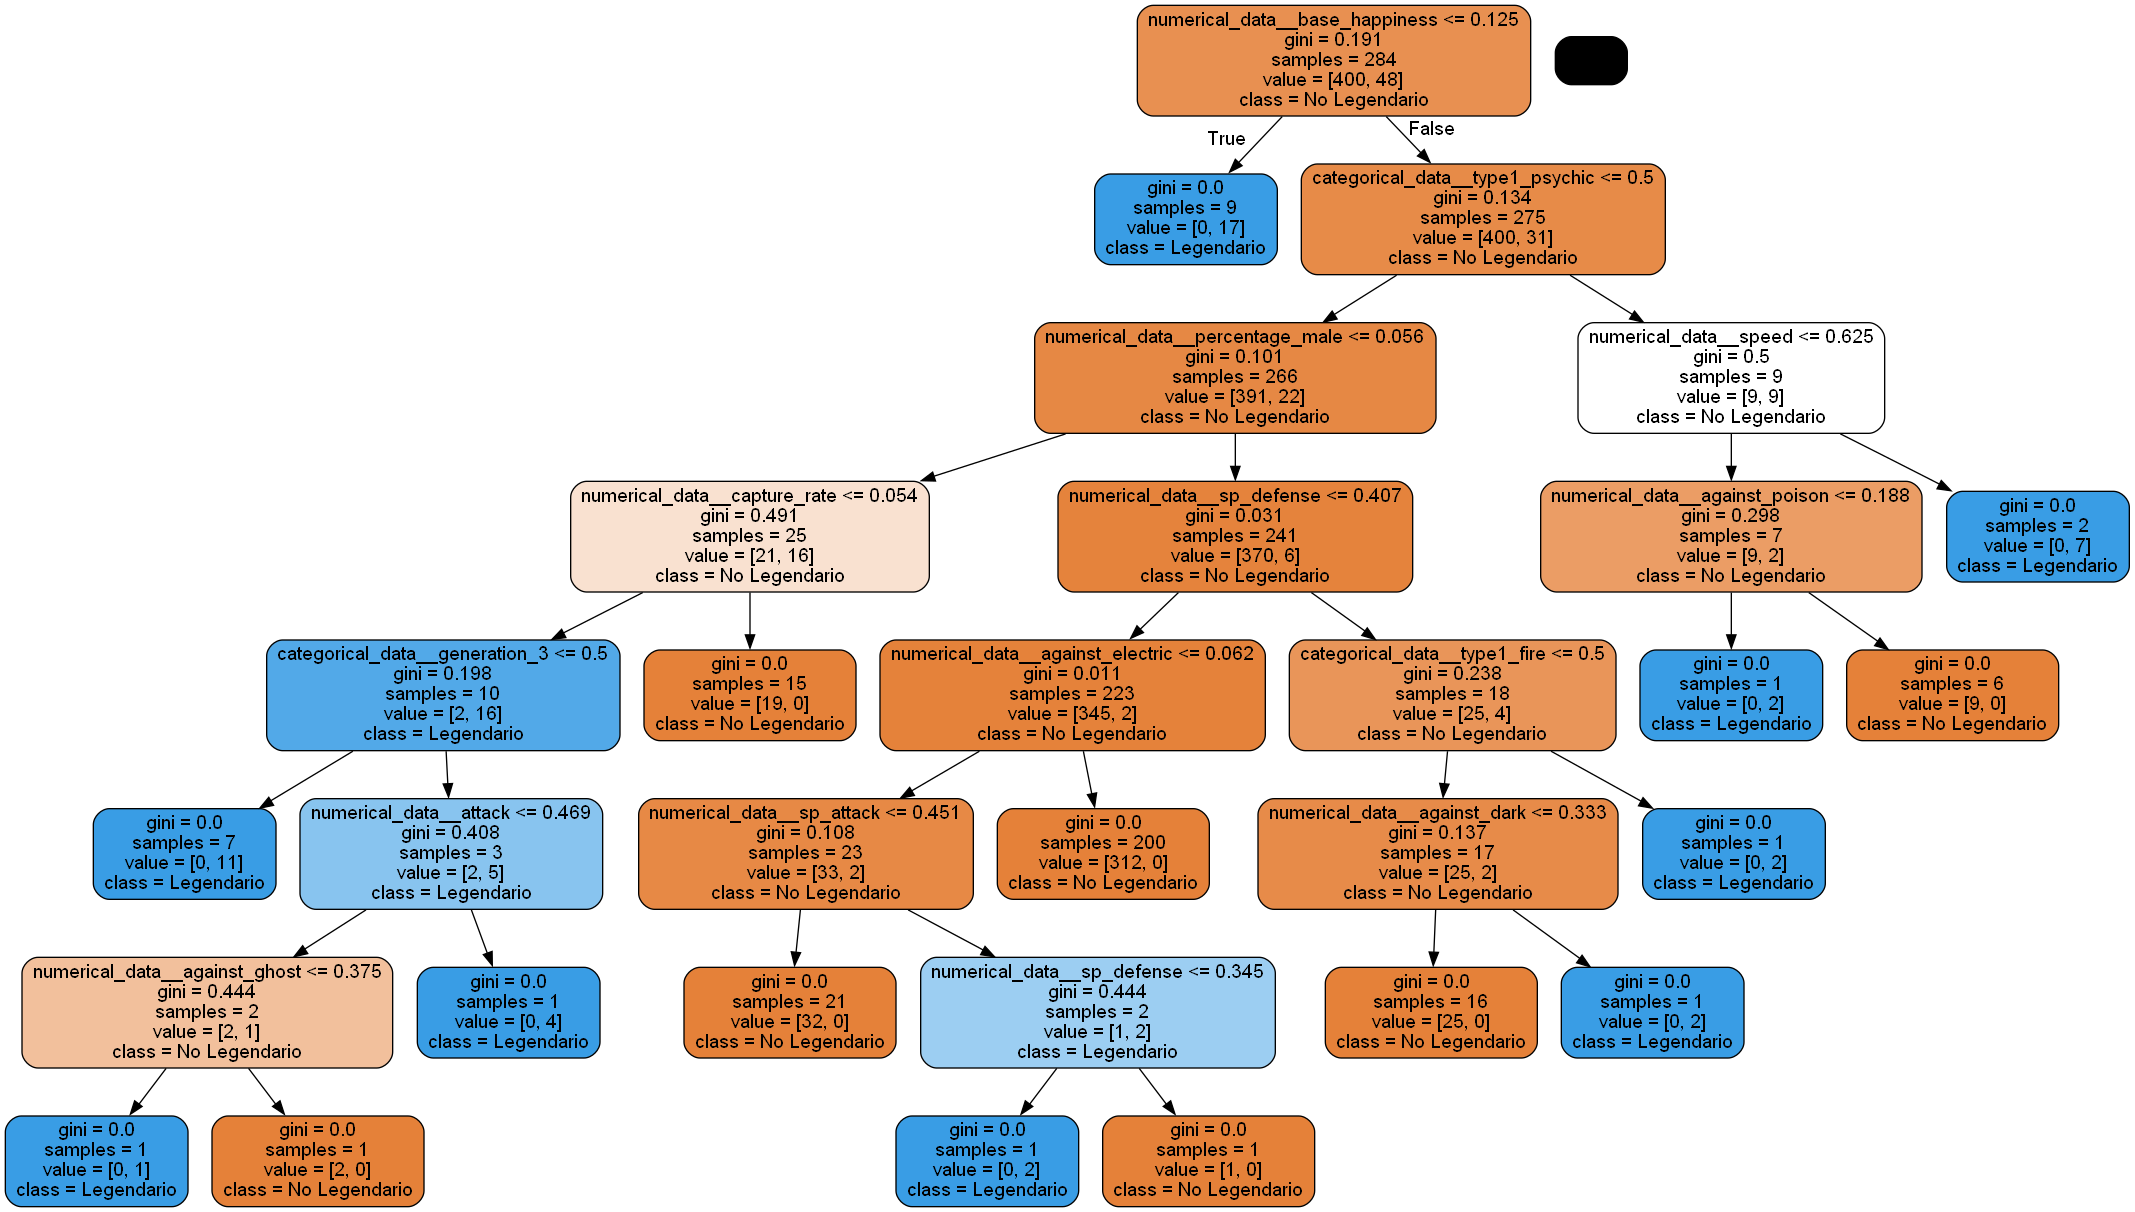 numerical_data__base_happiness <= 0.125
gini = 0.191
samples = 284
value = [400, 48]
class = No Legendario
True
False
gini = 0.0
samples = 9
value = [0, 17]
class = Legendario
categorical_data__type1_psychic <= 0.5
gini = 0.134
samples = 275
value = [400, 31]
class = No Legendario
numerical_data__percentage_male <= 0.056
gini = 0.101
samples = 266
value = [391, 22]
class = No Legendario
numerical_data__speed <= 0.625
gini = 0.5
samples = 9
value = [9, 9]
class = No Legendario
numerical_data__capture_rate <= 0.054
gini = 0.491
samples = 25
value = [21, 16]
class = No Legendario
numerical_data__sp_defense <= 0.407
gini = 0.031
samples = 241
value = [370, 6]
class = No Legendario
numerical_data__against_poison <= 0.188
gini = 0.298
samples = 7
value = [9, 2]
class = No Legendario
gini = 0.0
samples = 2
value = [0, 7]
class = Legendario
categorical_data__generation_3 <= 0.5
gini = 0.198
samples = 10
value = [2, 16]
class = Legendario
gini = 0.0
samples = 15
value = [19, 0]
class = No Legendario
numerical_data__against_electric <= 0.062
gini = 0.011
samples = 223
value = [345, 2]
class = No Legendario
categorical_data__type1_fire <= 0.5
gini = 0.238
samples = 18
value = [25, 4]
class = No Legendario
gini = 0.0
samples = 1
value = [0, 2]
class = Legendario
gini = 0.0
samples = 6
value = [9, 0]
class = No Legendario
gini = 0.0
samples = 7
value = [0, 11]
class = Legendario
numerical_data__attack <= 0.469
gini = 0.408
samples = 3
value = [2, 5]
class = Legendario
numerical_data__sp_attack <= 0.451
gini = 0.108
samples = 23
value = [33, 2]
class = No Legendario
gini = 0.0
samples = 200
value = [312, 0]
class = No Legendario
numerical_data__against_dark <= 0.333
gini = 0.137
samples = 17
value = [25, 2]
class = No Legendario
gini = 0.0
samples = 1
value = [0, 2]
class = Legendario
numerical_data__against_ghost <= 0.375
gini = 0.444
samples = 2
value = [2, 1]
class = No Legendario
gini = 0.0
samples = 1
value = [0, 4]
class = Legendario
gini = 0.0
samples = 21
value = [32, 0]
class = No Legendario
numerical_data__sp_defense <= 0.345
gini = 0.444
samples = 2
value = [1, 2]
class = Legendario
gini = 0.0
samples = 16
value = [25, 0]
class = No Legendario
gini = 0.0
samples = 1
value = [0, 2]
class = Legendario
gini = 0.0
samples = 1
value = [0, 1]
class = Legendario
gini = 0.0
samples = 1
value = [2, 0]
class = No Legendario
gini = 0.0
samples = 1
value = [0, 2]
class = Legendario
gini = 0.0
samples = 1
value = [1, 0]
class = No Legendario